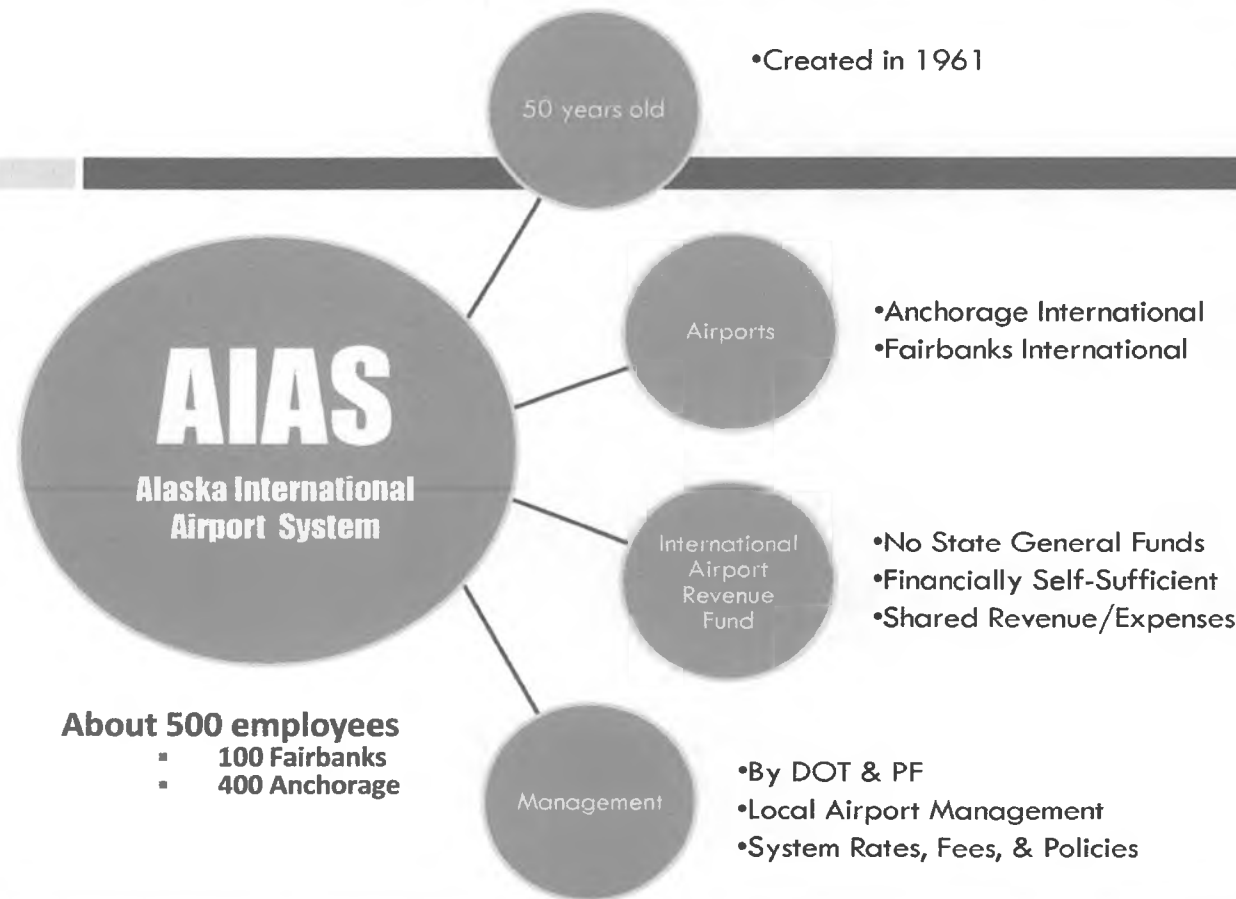 •Created in 1961
50 years old
AIAS
Alaska International
Airport System
Airports
•Anchorage International
•Fairbanks International
International
Airport
Revenue
Fund
•No State General Funds
•Financially Self-Sufficient
•Shared Revenue/Expenses
About 500 employees
▪ 100 Fairbanks
▪ 400 Anchorage
Management
•By DOT & PF
•Local Airport Management
•System Rates, Fees, & Policies